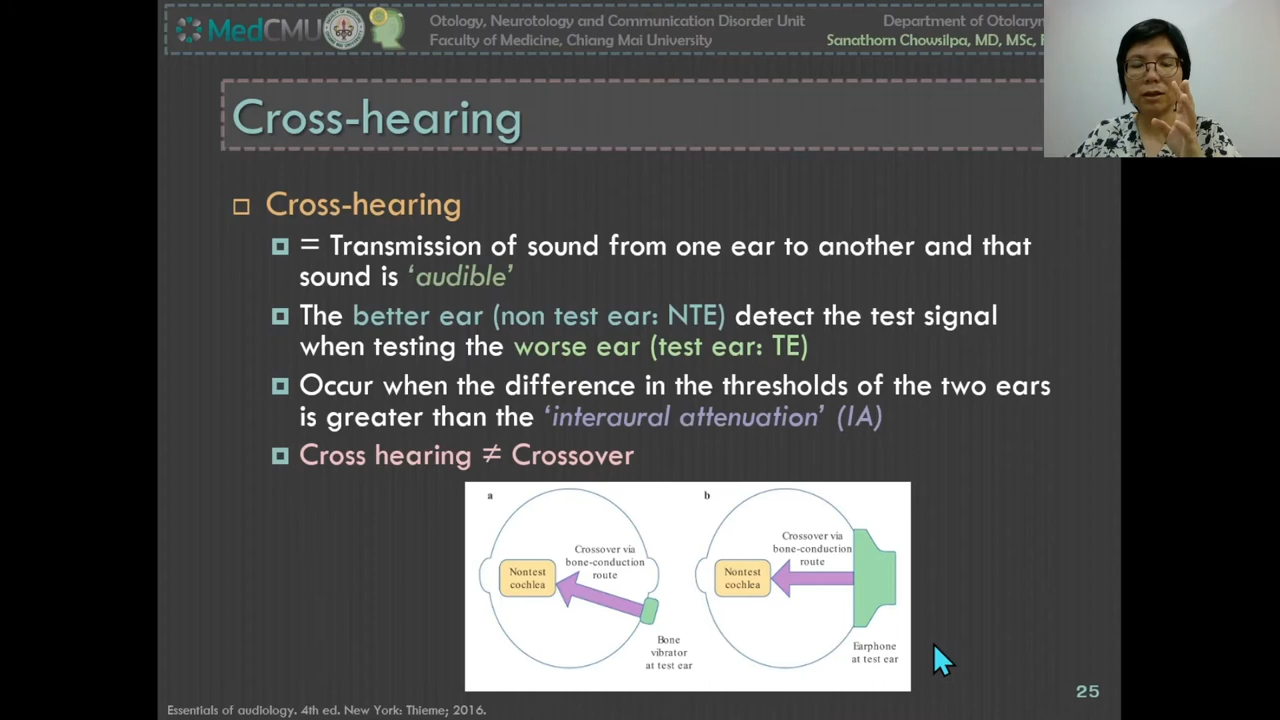 MedCMU
Otology, Neurotology and Communication Disorder Unit
Faculty of Medicine, Chiang Mai University
Department of Otolaryn
Sanathorn Chowsilpa, MD, MSc,
Cross-hearing
Cross-hearing
= Transmission of sound from one ear to another and that
sound is ‘audible’
The better ear (non test ear: NTE) detect the test signal
when testing the worse ear (test ear: TE)
Occur when the difference in the thresholds of the two ears
is greater than the ‘interaural attenuation’ (IA)
Cross hearing ≠ Crossover
a
Crossover via
bone-conduction
route
Nontest
cochlea
Bone
vibrator
at test ear
b
Crossover via
bone-conduction
route
Nontest
cochlea
Earphone
at test ear
25
Essentials of audiology. 4th ed. New York: Thieme; 2016.